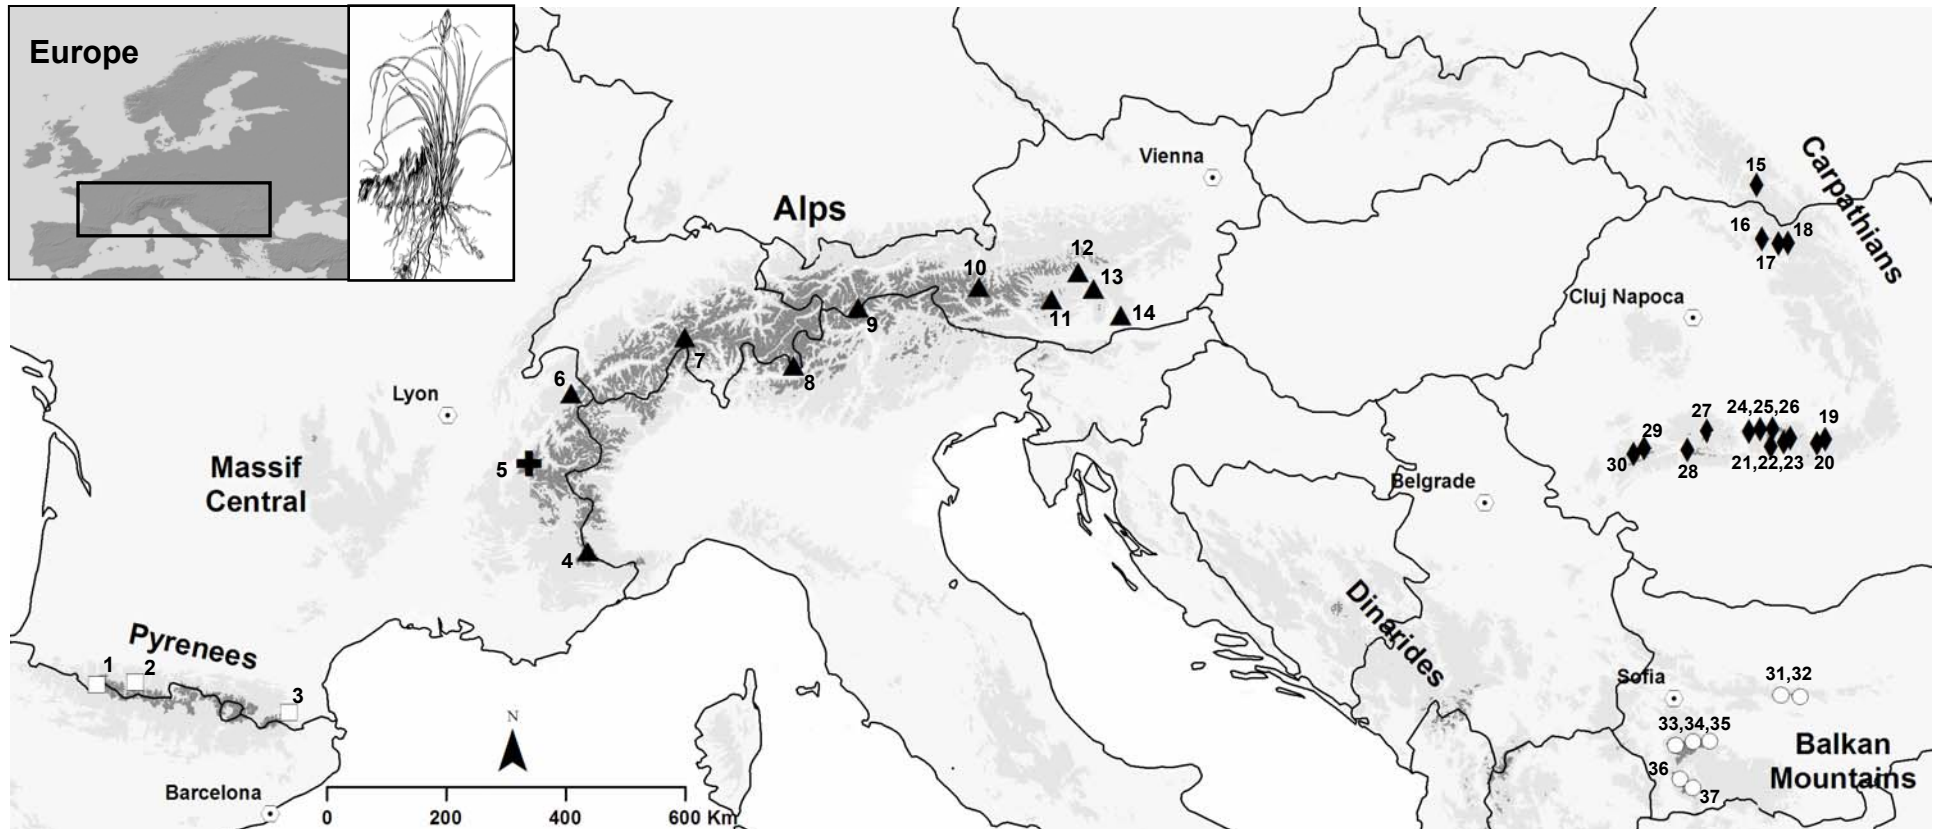 Europe
Vienna
Alps
Carpathians
15
16
18
17
12
10
13
9
11
14
Cluj Napoca
7
8
6
Lyon
5
Massif
Central
4
27
24,25,26
19
29
30
28
21,22,23
20
Belgrade
Dinarides
Pyrenees
1
2
3
Sofia
31,32
33,34,35
Balkan
Mountains
36
37
N
Barcelona
0
200
400
600 Km